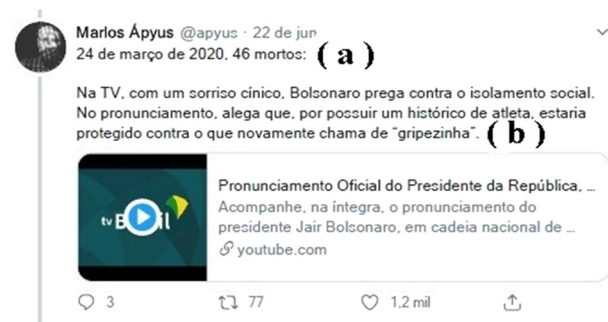 Marlos Ápyus @apyus · 22 de jun
24 de março de 2020, 46 mortos: ( a )
Na TV, com um sorriso cínico, Bolsonaro prega contra o isolamento social.
No pronunciamento, alega que, por possuir um histórico de atleta, estaria
protegido contra o que novamente chama de "gripezinha". ( b )
tv B il
Pronunciamento Oficial do Presidente da República, ...
Acompanhe, na íntegra, o pronunciamento do
presidente Jair Bolsonaro, em cadeia nacional de ...
youtube.com
3 77 1,2 mil